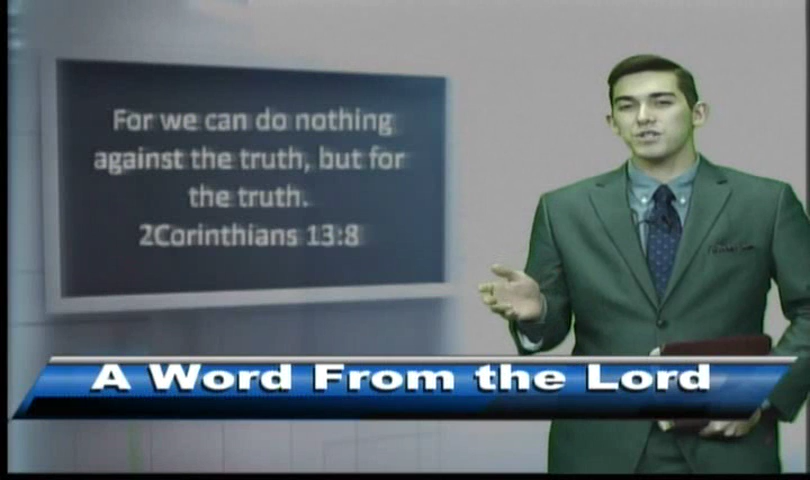 For we can do nothing
against the truth, but for
the truth.
2Corinthians 13:8
A Word From the Lord